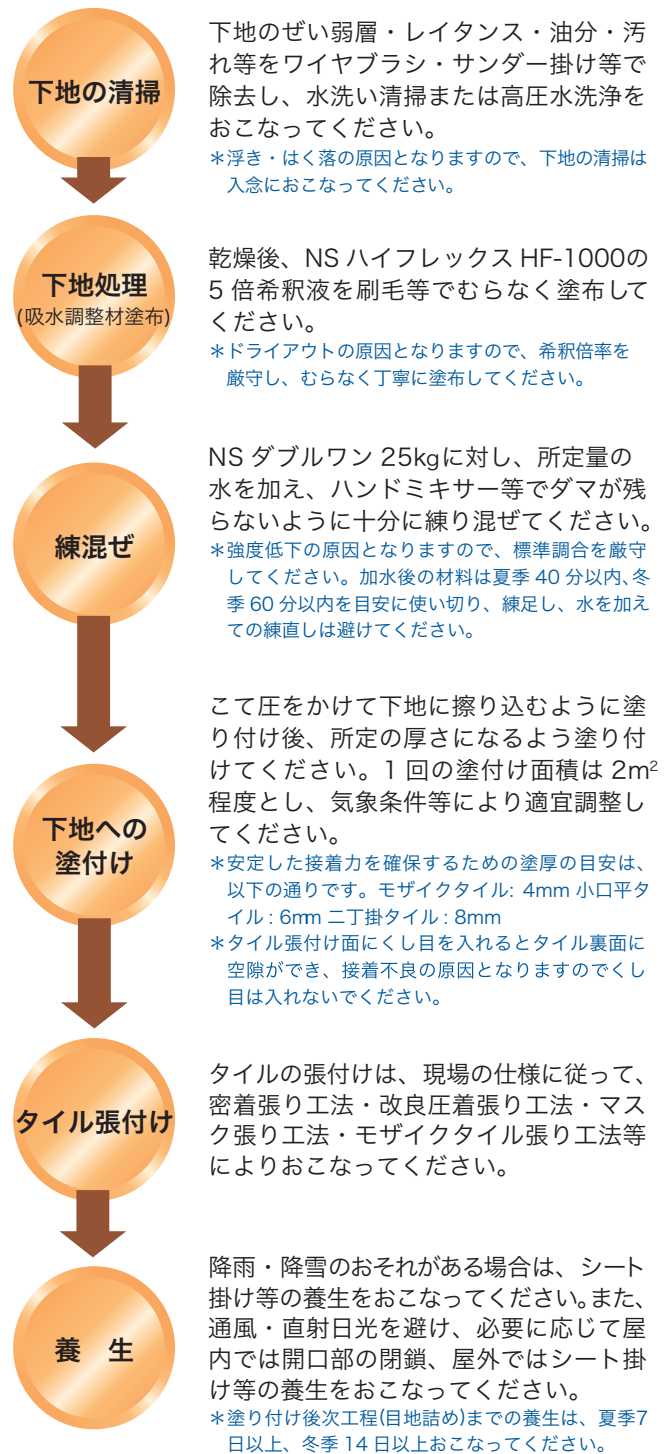 下地の清掃
下地のぜい弱層・レイタンス・油分・汚
れ等をワイヤブラシ・サンダー掛け等で
除去し、水洗い清掃または高圧水洗浄を
おこなってください。
＊浮き・はく落の原因となりますので、下地の清掃は
入念におこなってください。
下地処理
(吸水調整材塗布)
乾燥後、NS ハイフレックス HF-1000の
5 倍希釈液を刷毛等でむらなく塗布して
ください。
＊ドライアウトの原因となりますので、希釈倍率を
厳守し、むらなく丁寧に塗布してください。
練混ぜ
NS ダブルワン 25kgに対し、所定量の
水を加え、ハンドミキサー等でダマが残
らないように十分に練り混ぜてください。
＊強度低下の原因となりますので、標準調合を厳守
してください。加水後の材料は夏季 40 分以内、冬
季 60 分以内を目安に使い切り、練足し、水を加え
ての練直しは避けてください。
下地への
塗付け
こて圧をかけて下地に擦り込むように塗
り付け後、所定の厚さになるよう塗り付
けてください。1 回の塗付け面積は 2m²
程度とし、気象条件等により適宜調整し
てください。
＊安定した接着力を確保するための塗厚の目安は、
以下の通りです。モザイクタイル: 4mm 小口平タ
イル : 6mm 二丁掛タイル : 8mm
＊タイル張付け面にくし目を入れるとタイル裏面に
空隙ができ、接着不良の原因となりますのでくし
目は入れないでください。
タイル張付け
タイルの張付けは、現場の仕様に従って、
密着張り工法・改良圧着張り工法・マス
ク張り工法・モザイクタイル張り工法等
によりおこなってください。
養　生
降雨・降雪のおそれがある場合は、シート
掛け等の養生をおこなってください。また、
通風・直射日光を避け、必要に応じて屋
内では開口部の閉鎖、屋外ではシート掛
け等の養生をおこなってください。
＊塗り付け後次工程(目地詰め)までの養生は、夏季7
日以上、冬季 14 日以上おこなってください。